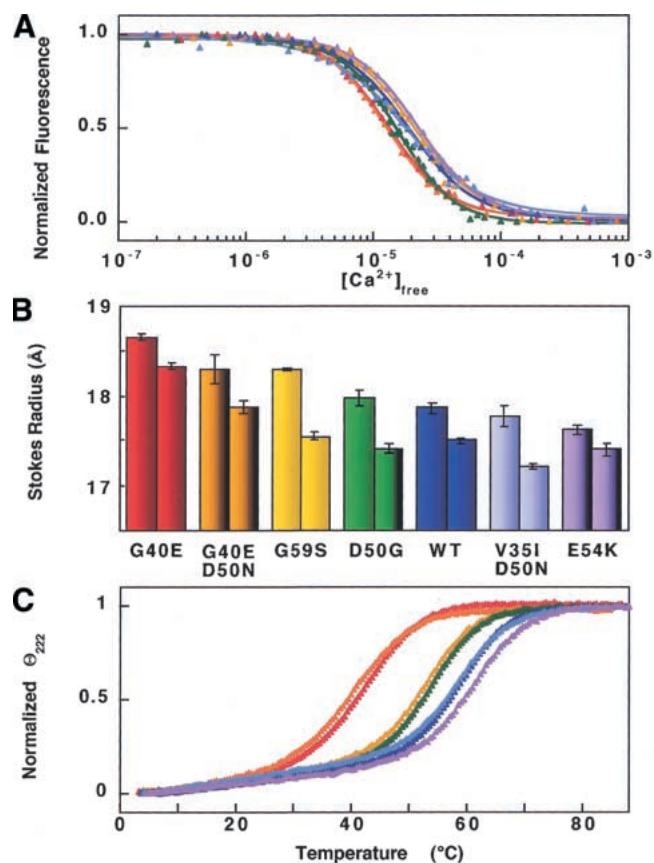 A
Normalized Fluorescence
1.0
0.5
0.0
10⁻⁷ 10⁻⁶ 10⁻⁵ 10⁻⁴ 10⁻³
[Ca²⁺]free
B
Stokes Radius (Å)
19
18
17
G40E G40E D50N G59S D50G WT V35I D50N E54K
C
Normalized Θ₂₂₂
1
0.5
0
0 20 40 60 80
Temperature (°C)